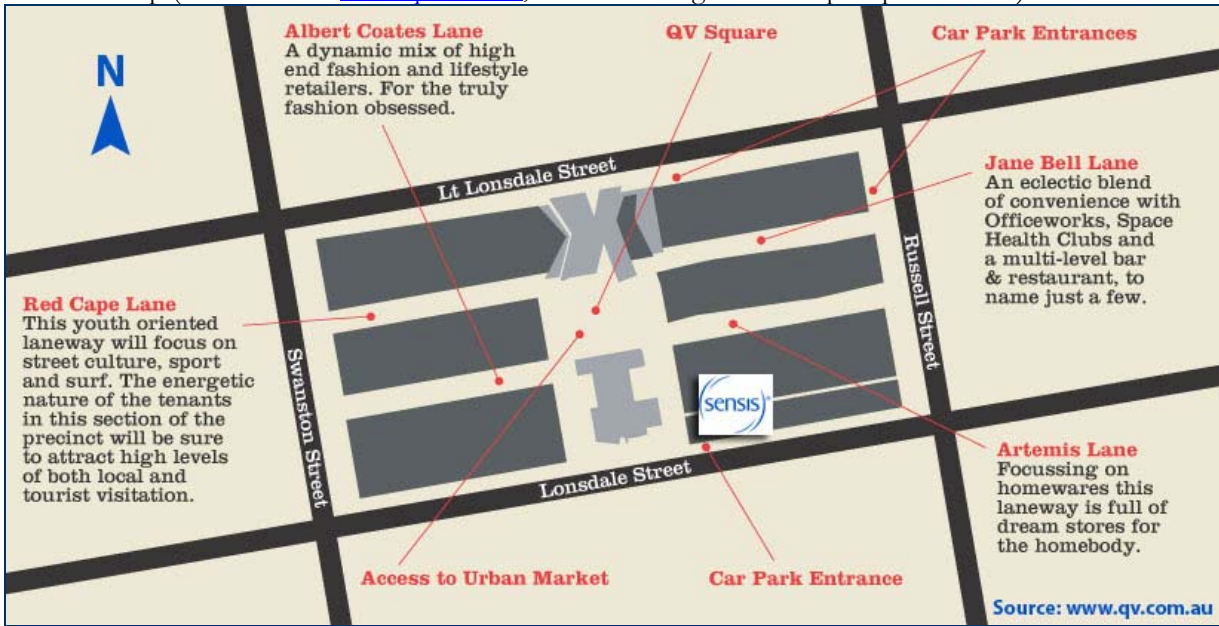 Albert Coates Lane
A dynamic mix of high
end fashion and lifestyle
retailers. For the truly
fashion obsessed.
QV Square
Car Park Entrances
N
Lt Lonsdale Street
Jane Bell Lane
An eclectic blend
of convenience with
Officeworks, Space
Health Clubs and
a multi-level bar
& restaurant, to
name just a few.
Russell Street
Red Cape Lane
This youth oriented
laneway will focus on
street culture, sport
and surf. The energetic
nature of the tenants
in this section of the
precinct will be sure
to attract high levels
of both local and
tourist visitation.
Swanston Street
sensis
Lonsdale Street
Artemis Lane
Focussing on
homewares this
laneway is full of
dream stores for
the homebody.
Access to Urban Market
Car Park Entrance
Source: www.qv.com.au